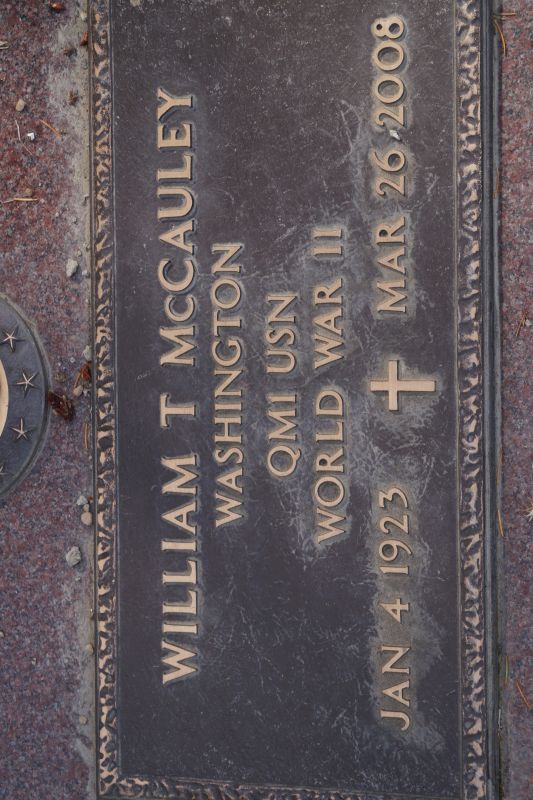 WILLIAM T MCCAULEY
WASHINGTON
QM1 USN
WORLD WAR II
JAN 4 1923 MAR 26 2008